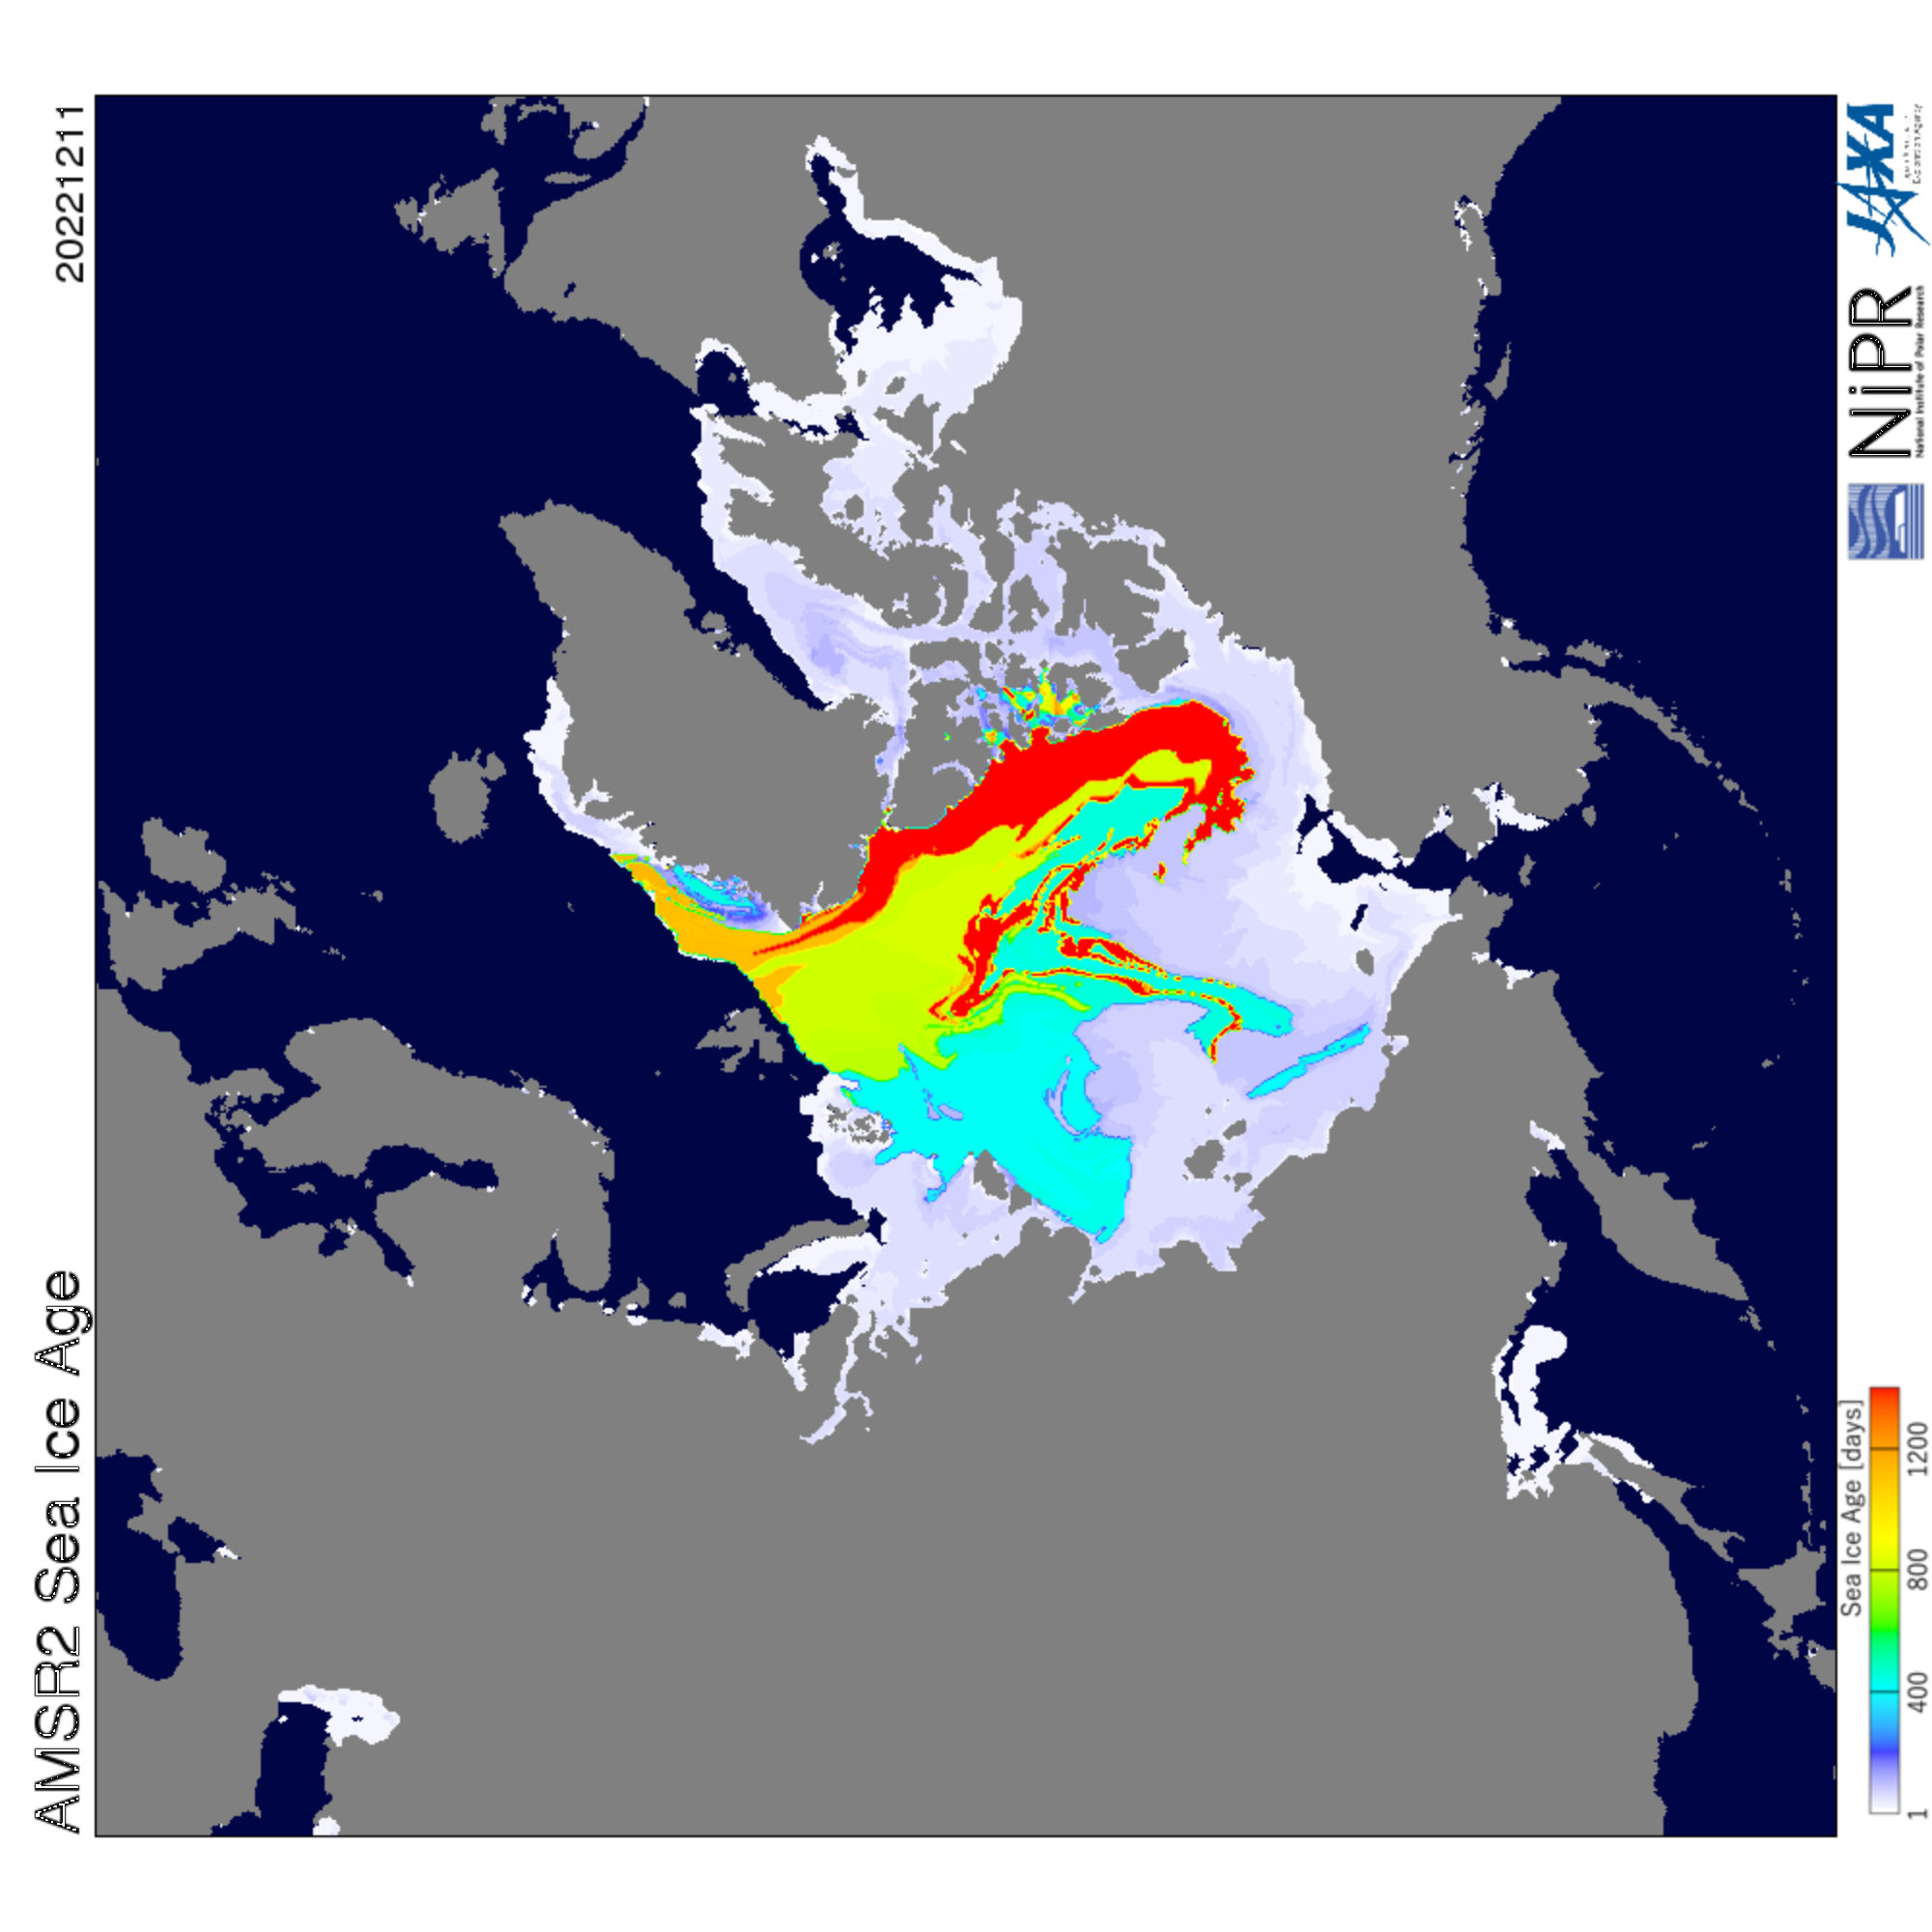 AMSR2 Sea Ice Age
20221211
Sea Ice Age [days]
1 400 800 1200
NiPR
National Institute of Polar Research
JAXA